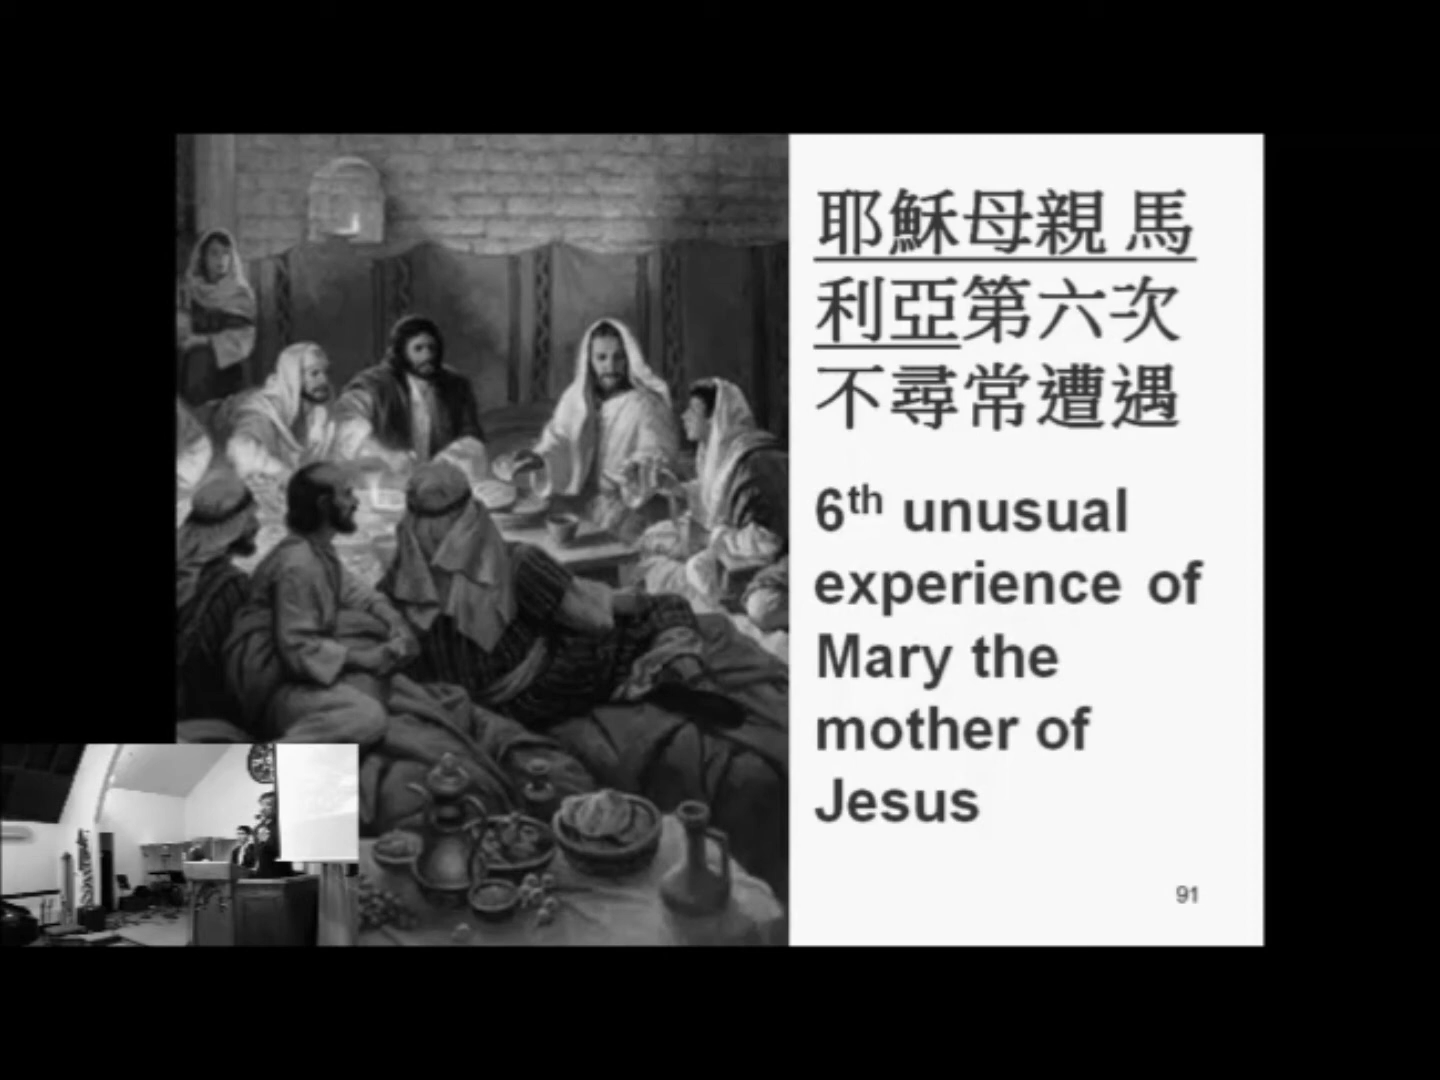 耶穌母親 馬
利亞第六次
不尋常遭遇
6th unusual
experience of
Mary the
mother of
Jesus
91